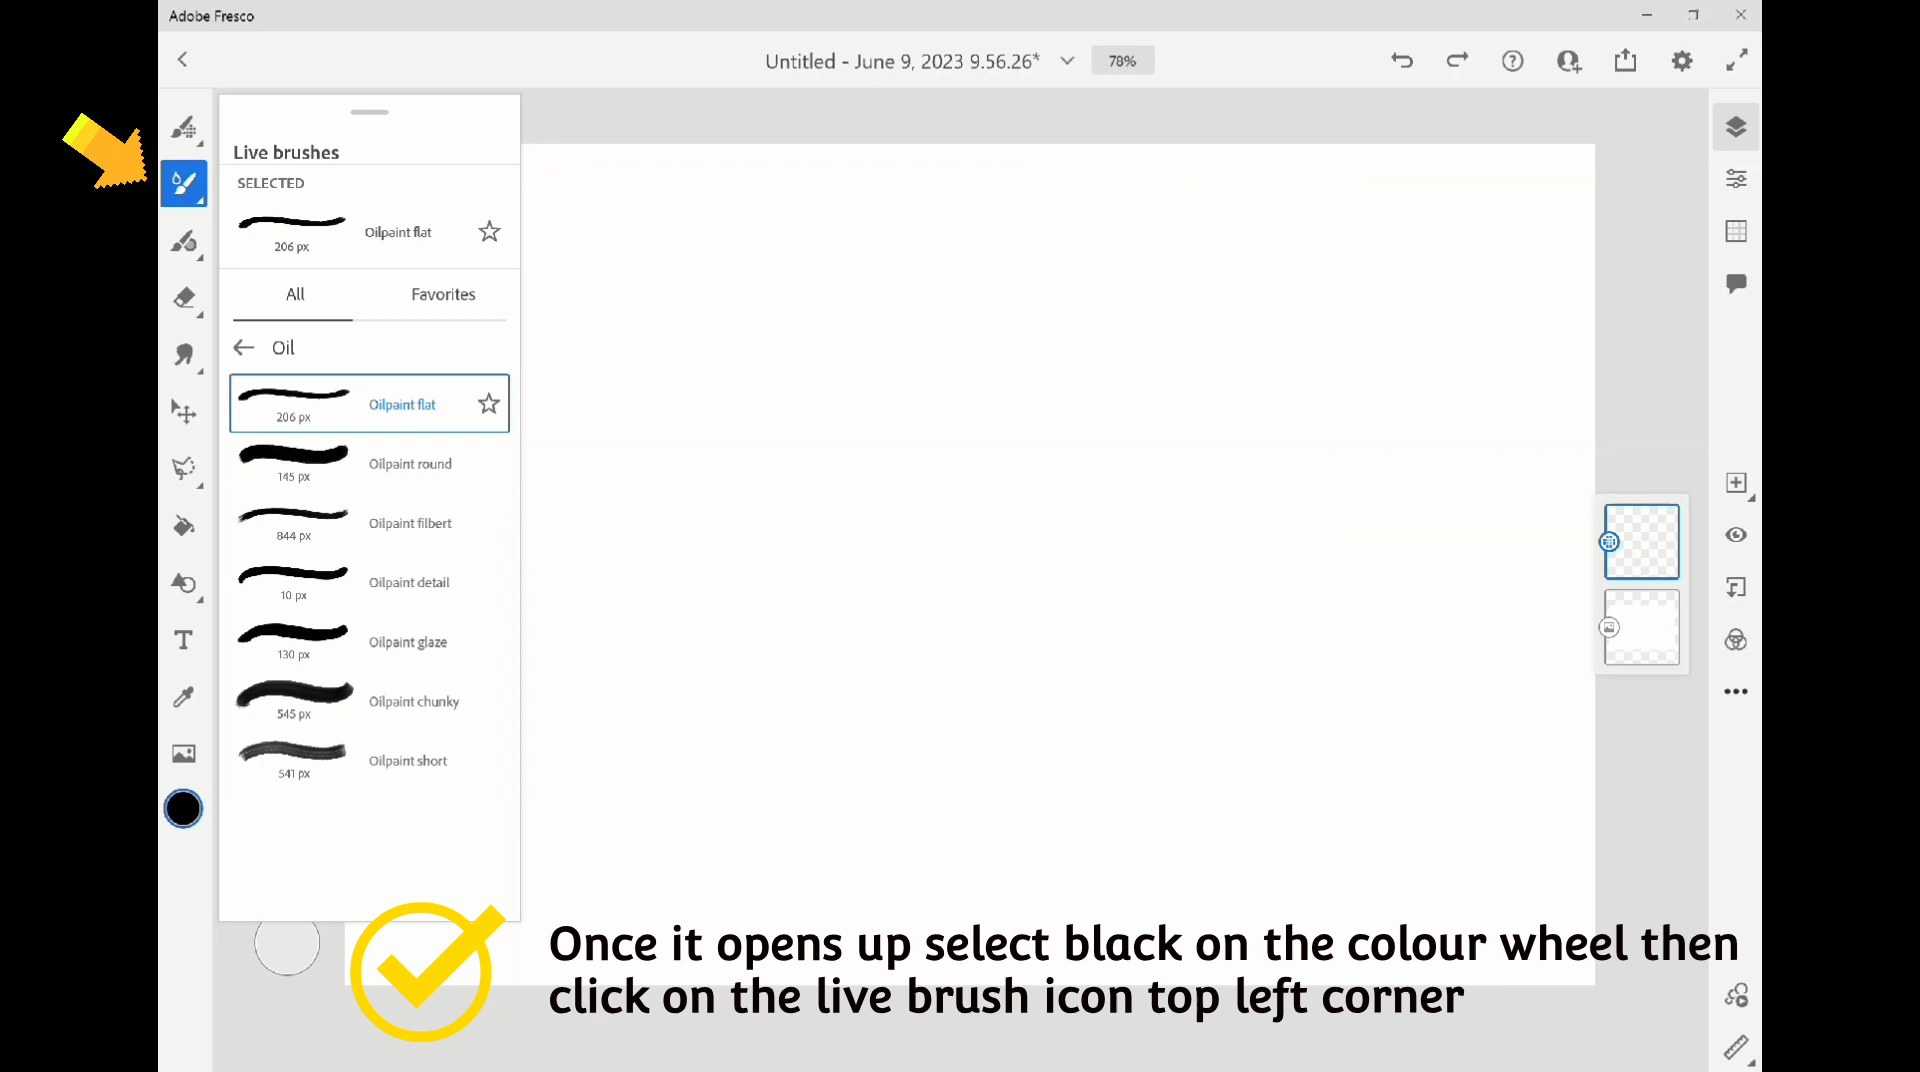 Adobe Fresco
Untitled - June 9, 2023 9.56.26*
78%
Live brushes
SELECTED
Oilpaint flat
206 px
All
Favorites
Oil
Oilpaint flat
206 px
Oilpaint round
145 px
Oilpaint filbert
844 px
Oilpaint detail
10 px
Oilpaint glaze
130 px
Oilpaint chunky
545 px
Oilpaint short
541 px
Once it opens up select black on the colour wheel then
click on the live brush icon top left corner